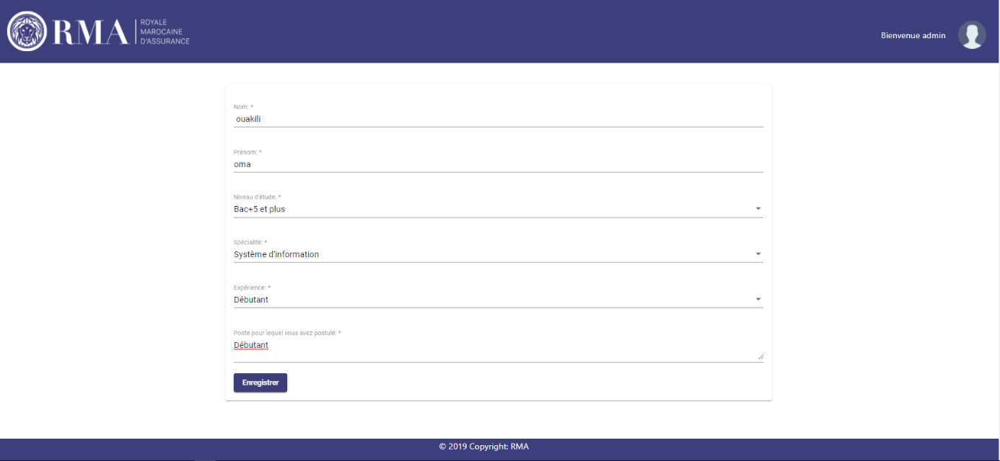 RMA
ROYALE
MAROCAINE
D'ASSURANCE
Bienvenue admin
Nom: *
ouakili
Prénom: *
oma
Niveau d'étude: *
Bac+5 et plus
Spécialité: *
Système d'information
Expérience: *
Débutant
Poste pour lequel vous avez postulé: *
Débutant
Enregistrer
© 2019 Copyright: RMA